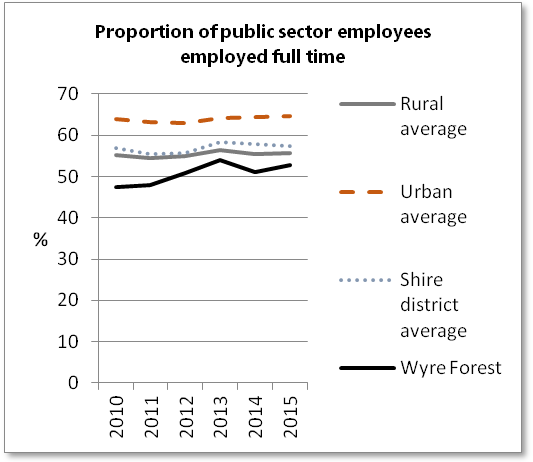 Proportion of public sector employees
employed full time
70
60
50
40
30
20
10
0
%
2010
2011
2012
2013
2014
2015
Rural
average
Urban
average
Shire
district
average
Wyre Forest